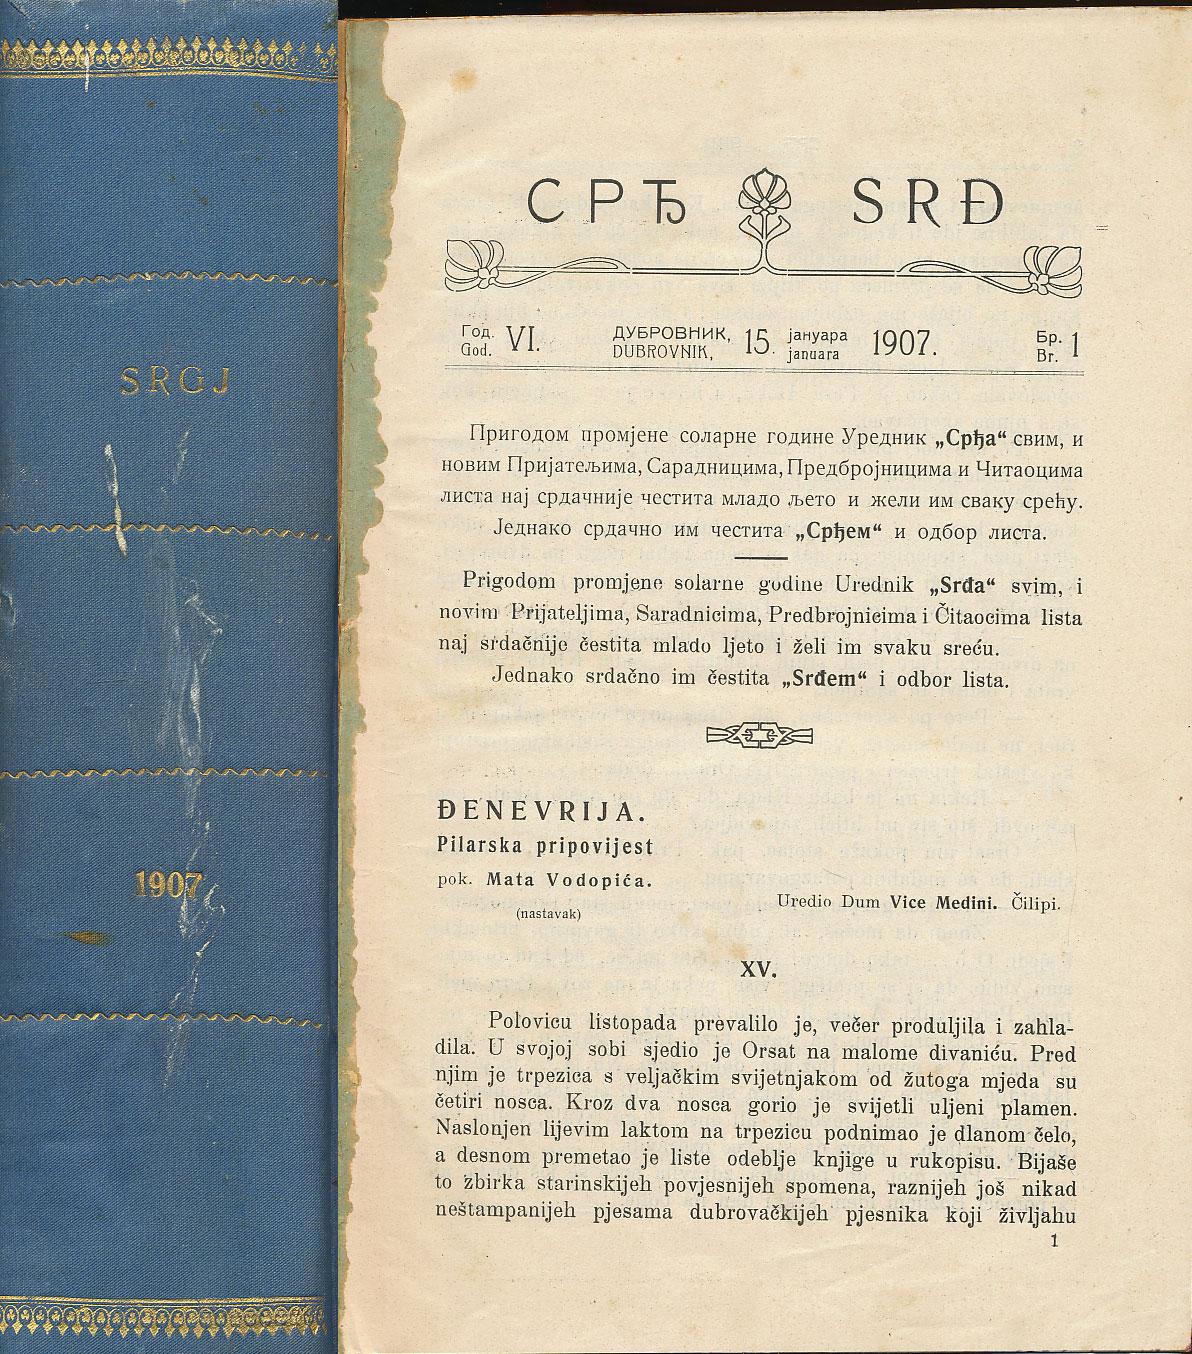 SRGJ
1907
СРЂ SRĐ
Год. God. VI. ДУБРОВНИК, DUBROVNIK, 15. јануара januara 1907. Бр. Br. 1
Пригодом промјене соларне године Уредник „Срђа“ свим, и
новим Пријатељима, Сарадницима, Предбројницима и Читаоцима
листа нај срдачније честита младо љето и жели им сваку срећу.
Једнако срдачно им честита „Срђем“ и одбор листа.
Prigodom promjene solarne godine Urednik „Srđa“ svim, i
novim Prijateljima, Saradnicima, Predbrojnicima i Čitaocima lista
naj srdačnije čestita mlado ljeto i želi im svaku sreću.
Jednako srdačno im čestita „Srđem“ i odbor lista.
ĐENEVRIJA.
Pilarska pripovijest
pok. Mata Vodopića.
(nastavak)
Uredio Dum Vice Medini. Čilipi.
XV.
Polovicu listopada prevalilo je, večer produljila i zahla-
dila. U svojoj sobi sjedio je Orsat na malome divaniću. Pred
njim je trpezica s veljačkim svijetnjakom od žutoga mjeda su
četiri nosca. Kroz dva nosca gorio je svijetli uljeni plamen.
Naslonjen lijevim laktom na trpezicu podnimao je dlanom čelo,
a desnom premetao je liste odeblje knjige u rukopisu. Bijaše
to zbirka starinskijeh povjesnijeh spomena, raznijeh još nikad
neštampanijeh pjesama dubrovačkijeh pjesnika koji življahu
1